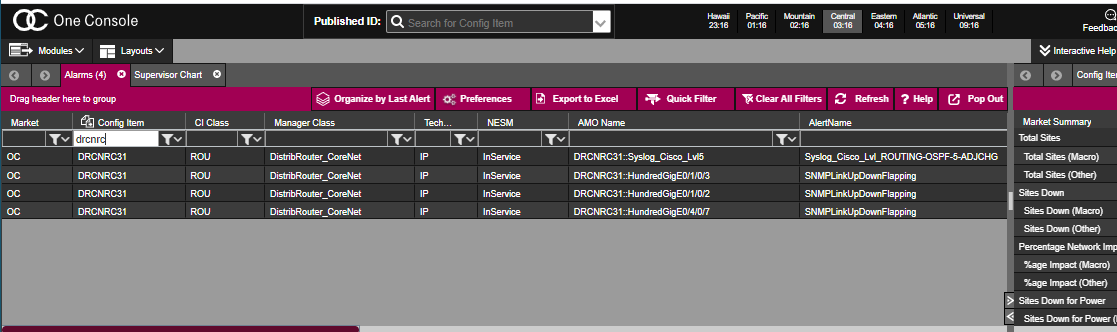 OC One Console
Published ID: Search for Config Item
Hawaii 23:16 Pacific 01:16 Mountain 02:16 Central 03:16 Eastern 04:16 Atlantic 05:16 Universal 09:16
Feedbac
Modules Layouts Interactive Help
Alarms (4) Supervisor Chart Config Item
Drag header here to group Organize by Last Alert Preferences Export to Excel Quick Filter Clear All Filters Refresh ? Help Pop Out
Market Config Item CI Class Manager Class Tech... NESM AMO Name AlertName
drcnrc
OC DRCNRC31 ROU DistribRouter_CoreNet IP InService DRCNRC31::Syslog_Cisco_Lvl5 Syslog_Cisco_Lvl_ROUTING-OSPF-5-ADJCHG
OC DRCNRC31 ROU DistribRouter_CoreNet IP InService DRCNRC31::HundredGigE0/1/0/3 SNMPLinkUpDownFlapping
OC DRCNRC31 ROU DistribRouter_CoreNet IP InService DRCNRC31::HundredGigE0/1/0/2 SNMPLinkUpDownFlapping
OC DRCNRC31 ROU DistribRouter_CoreNet IP InService DRCNRC31::HundredGigE0/4/0/7 SNMPLinkUpDownFlapping
Market Summary
Total Sites
Total Sites (Macro)
Total Sites (Other)
Sites Down
Sites Down (Macro)
Sites Down (Other)
Percentage Network Imp
%age Impact (Macro)
%age Impact (Other)
Sites Down for Power
Sites Down for Power (